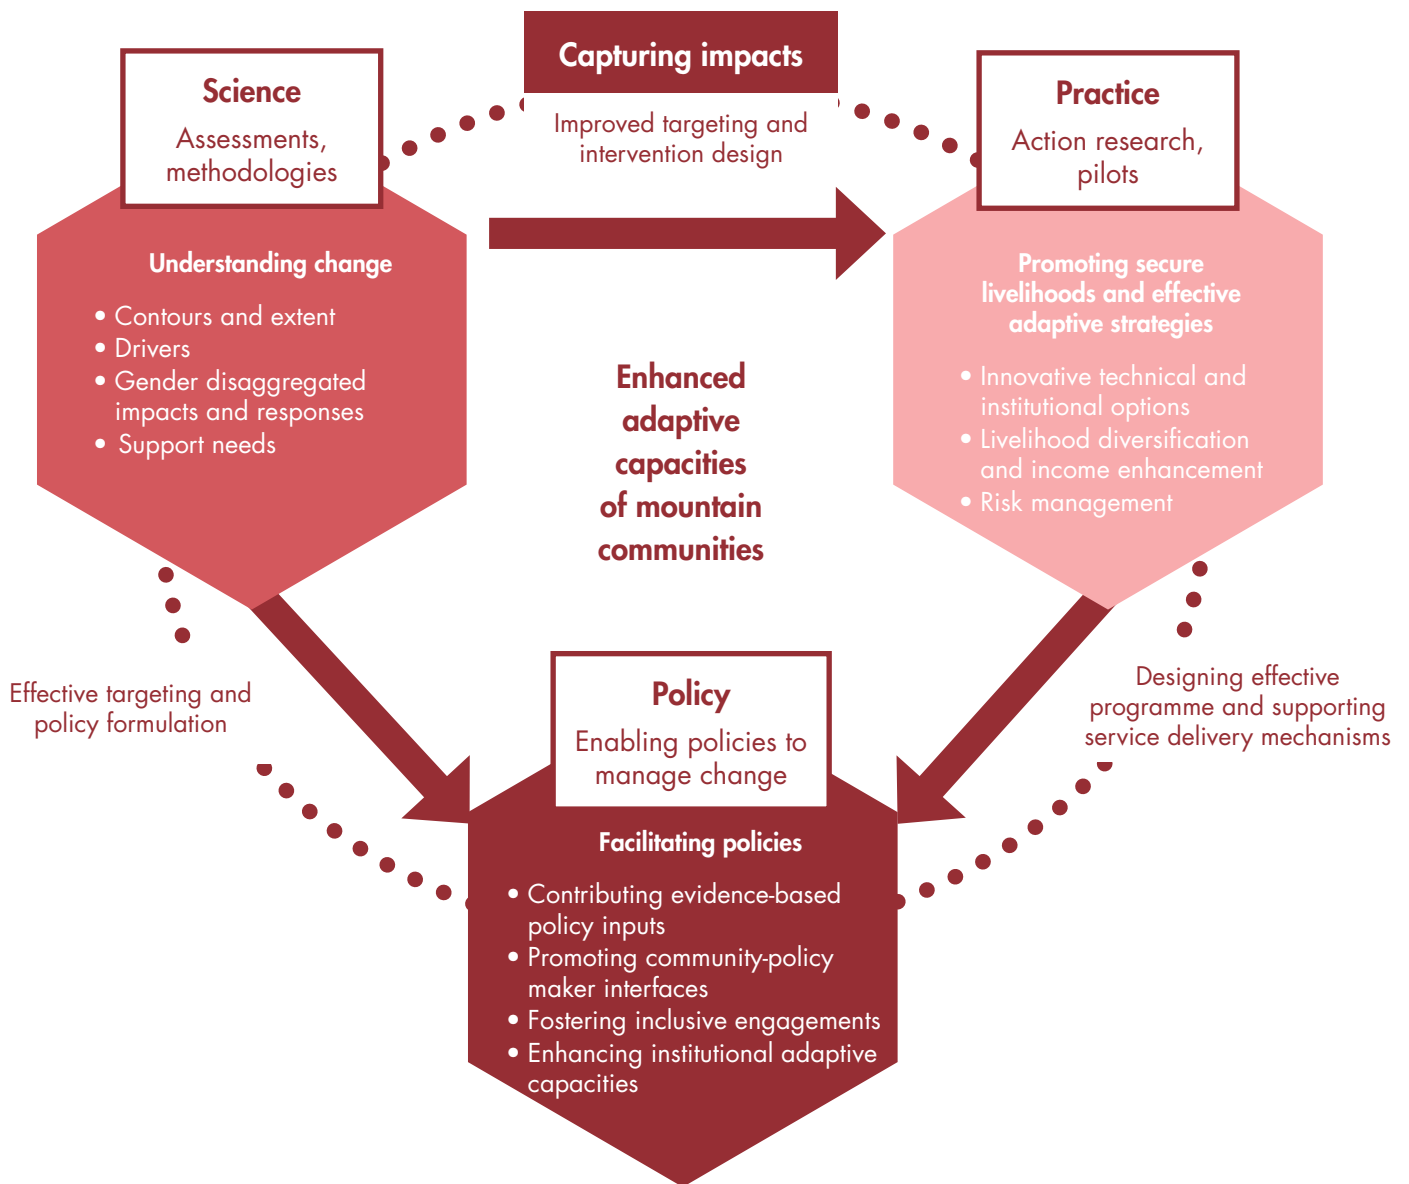 Capturing impacts
Improved targeting and
intervention design
Science
Assessments,
methodologies
Understanding change
• Contours and extent
• Drivers
• Gender disaggregated
impacts and responses
• Support needs
Practice
Action research,
pilots
Promoting secure
livelihoods and effective
adaptive strategies
• Innovative technical and
institutional options
• Livelihood diversification
and income enhancement
• Risk management
Enhanced
adaptive
capacities
of mountain
communities
Effective targeting and
policy formulation
Designing effective
programme and supporting
service delivery mechanisms
Policy
Enabling policies to
manage change
Facilitating policies
• Contributing evidence-based
policy inputs
• Promoting community-policy
maker interfaces
• Fostering inclusive engagements
• Enhancing institutional adaptive
capacities